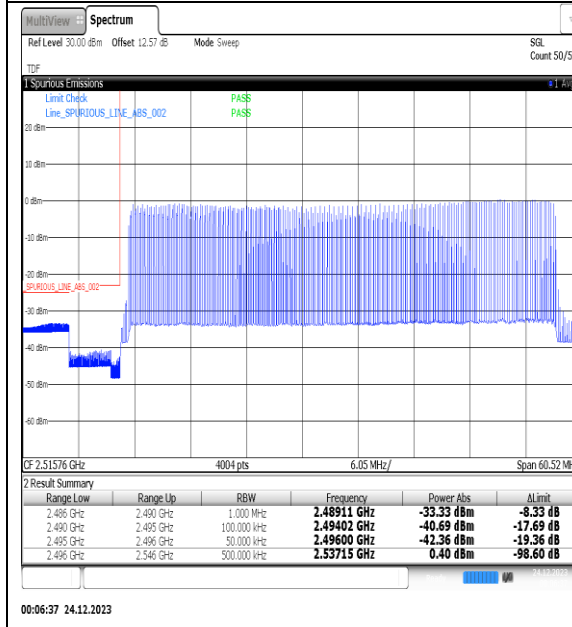 MultiView Spectrum
Ref Level 30.00 dBm Offset 12.57 dB Mode Sweep SGL
Count 50/5
TDF
1 Spurious Emissions 1 Av
Limit Check PASS
Line_SPURIOUS_LINE_ABS_002 PASS
20 dBm
10 dBm
0 dBm
-10 dBm
-20 dBm
_SPURIOUS_LINE_ABS_002
-30 dBm
-40 dBm
-50 dBm
-60 dBm
CF 2.51576 GHz 4004 pts 6.05 MHz/ Span 60.52 MH
2 Result Summary
Range Low Range Up RBW Frequency Power Abs ΔLimit
2.486 GHz 2.490 GHz 1.000 MHz 2.48911 GHz -33.33 dBm -8.33 dB
2.490 GHz 2.495 GHz 100.000 kHz 2.49402 GHz -40.69 dBm -17.69 dB
2.495 GHz 2.496 GHz 50.000 kHz 2.49600 GHz -42.36 dBm -19.36 dB
2.496 GHz 2.546 GHz 500.000 kHz 2.53715 GHz 0.40 dBm -98.60 dB
24.12.2023
00:06:37 24.12.2023